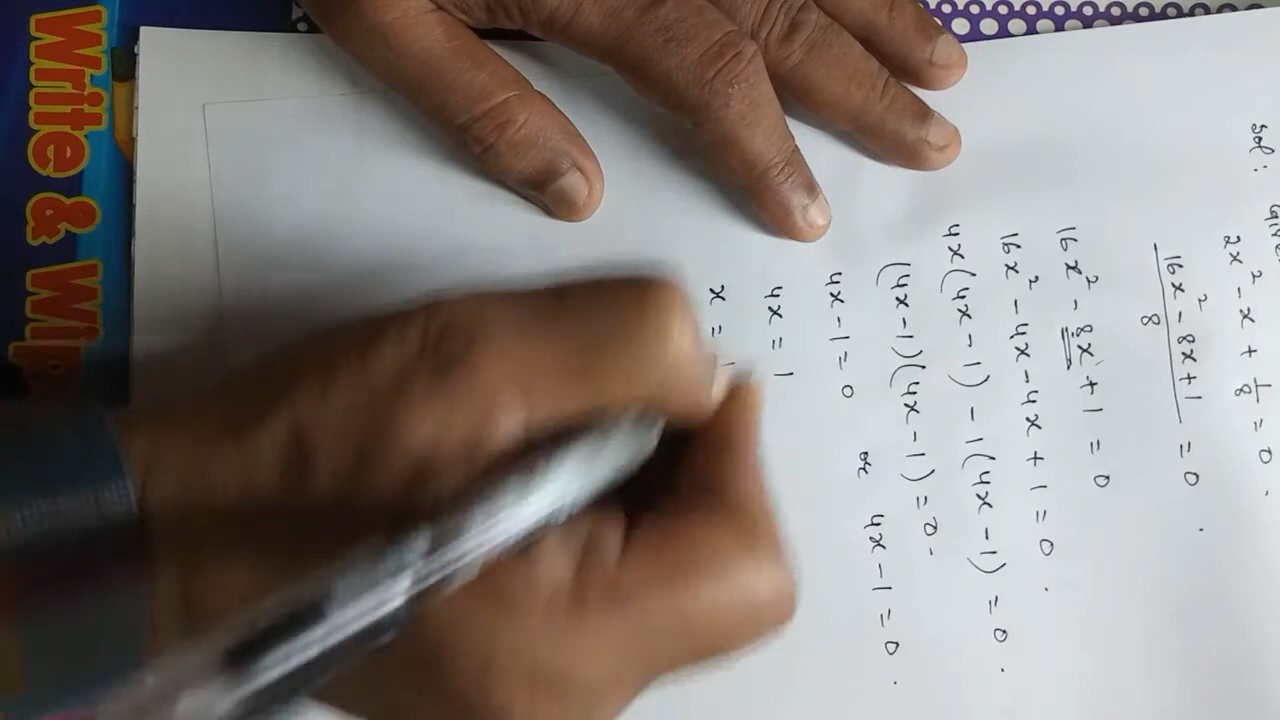 Write & Wip
Sol:
2x² - x + 1/8 = 0.
16x² - 8x + 1 / 8 = 0.
16x² - 8x + 1 = 0
16x² - 4x - 4x + 1 = 0.
4x(4x - 1) - 1(4x - 1) = 0.
(4x - 1)(4x - 1) = 0.
4x - 1 = 0 or 4x - 1 = 0.
4x = 1
x = 1